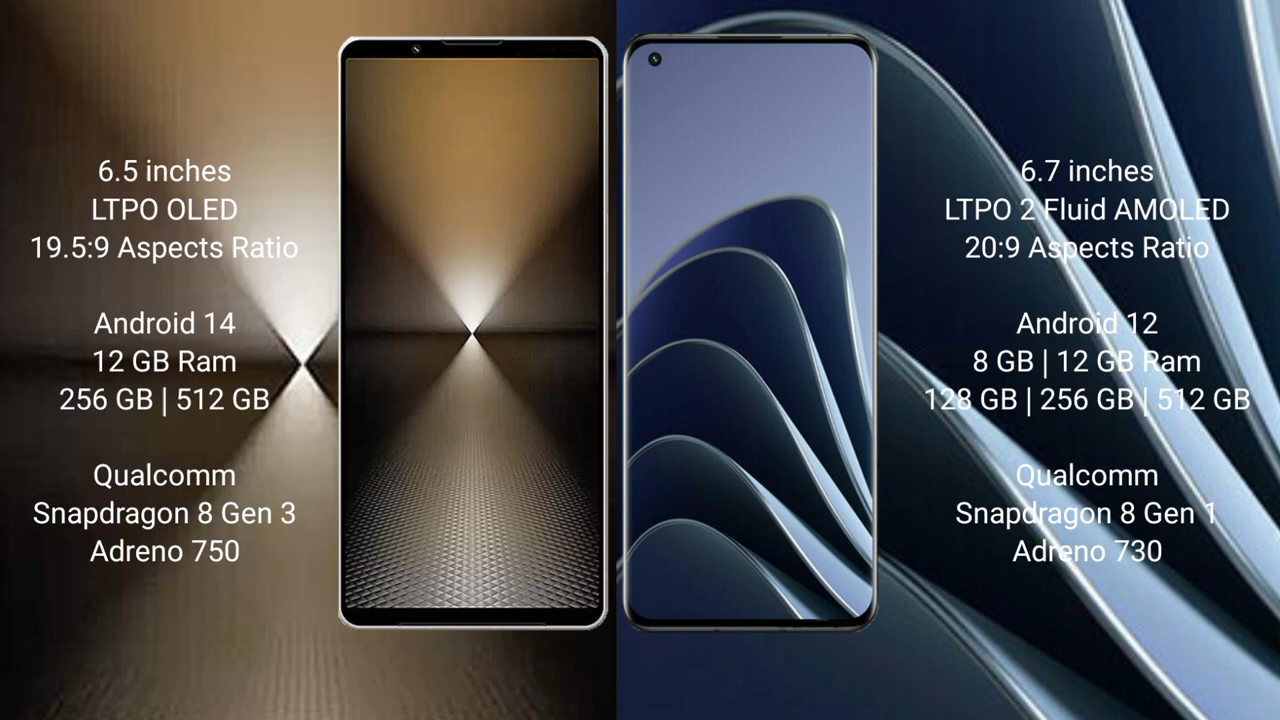 6.5 inches
LTPO OLED
19.5:9 Aspects Ratio
Android 14
12 GB Ram
256 GB | 512 GB
Qualcomm
Snapdragon 8 Gen 3
Adreno 750
6.7 inches
LTPO 2 Fluid AMOLED
20:9 Aspects Ratio
Android 12
8 GB | 12 GB Ram
128 GB | 256 GB | 512 GB
Qualcomm
Snapdragon 8 Gen 1
Adreno 730